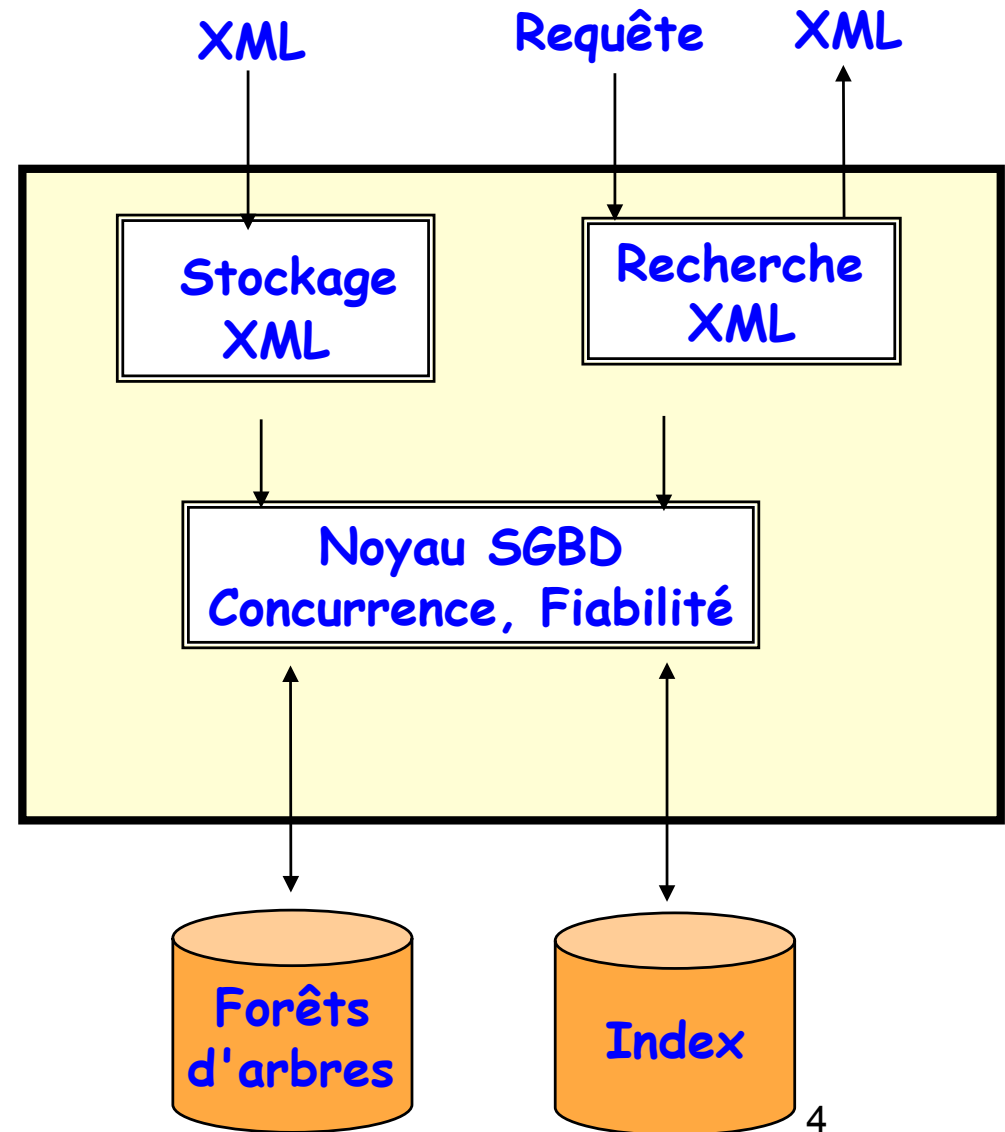 XML
Requête
XML
Stockage
XML
Recherche
XML
Noyau SGBD
Concurrence, Fiabilité
Forêts
d'arbres
Index
4